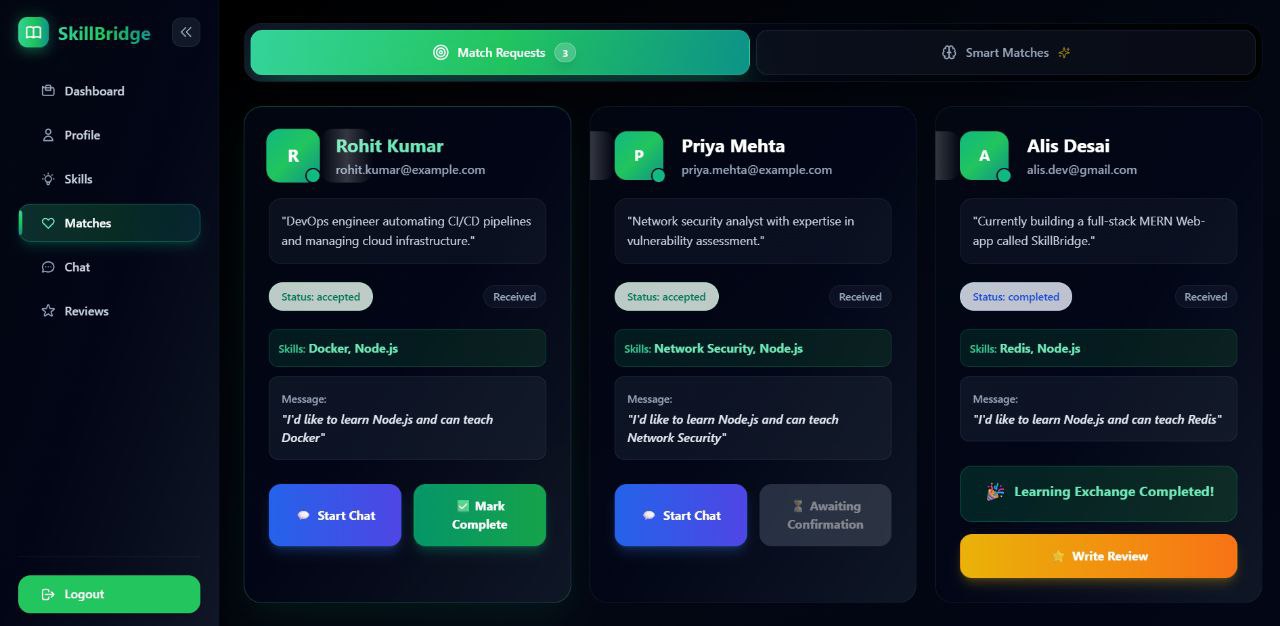 SkillBridge
Dashboard
Profile
Skills
Matches
Chat
Reviews
Logout
Match Requests 3
Smart Matches
R
Rohit Kumar
rohit.kumar@example.com
"DevOps engineer automating CI/CD pipelines
and managing cloud infrastructure."
Status: accepted
Received
Skills: Docker, Node.js
Message:
"I'd like to learn Node.js and can teach
Docker"
Start Chat
Mark
Complete
P
Priya Mehta
priya.mehta@example.com
"Network security analyst with expertise in
vulnerability assessment."
Status: accepted
Received
Skills: Network Security, Node.js
Message:
"I'd like to learn Node.js and can teach
Network Security"
Start Chat
Awaiting
Confirmation
A
Alis Desai
alis.dev@gmail.com
"Currently building a full-stack MERN Web-
app called SkillBridge."
Status: completed
Received
Skills: Redis, Node.js
Message:
"I'd like to learn Node.js and can teach Redis"
Learning Exchange Completed!
Write Review